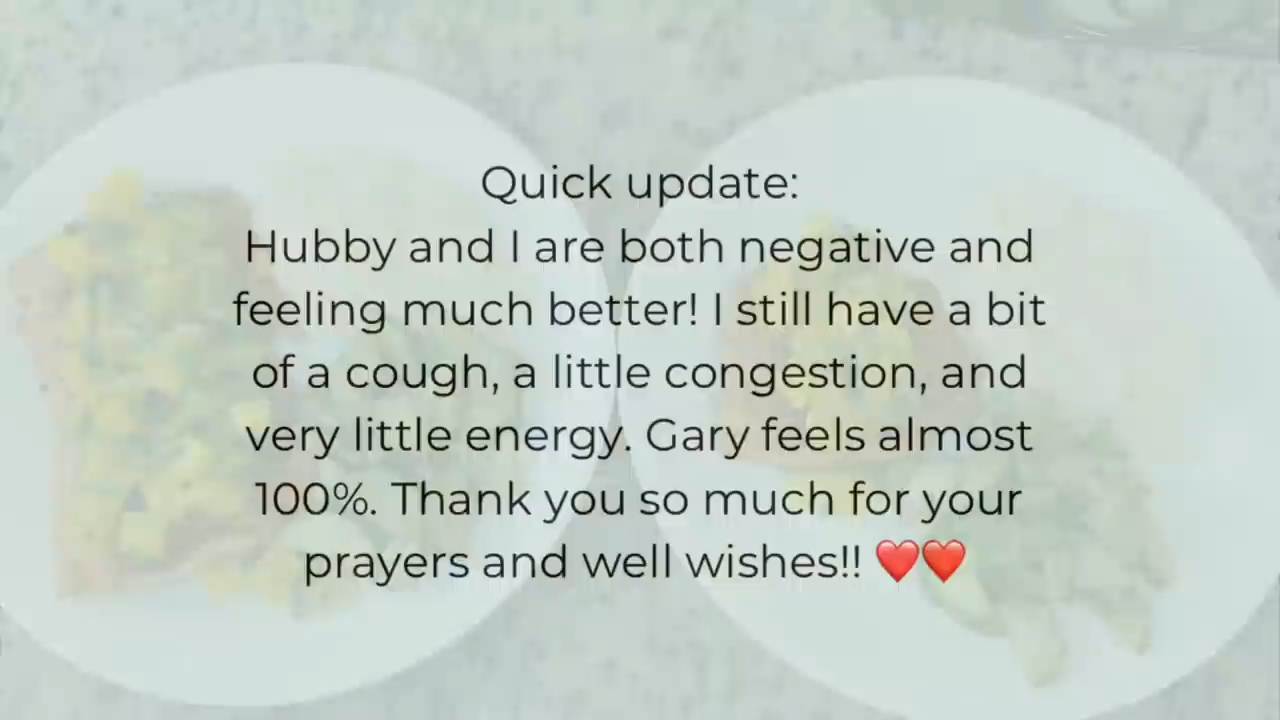 Quick update:
Hubby and I are both negative and
feeling much better! I still have a bit
of a cough, a little congestion, and
very little energy. Gary feels almost
100%. Thank you so much for your
prayers and well wishes!! ❤️❤️